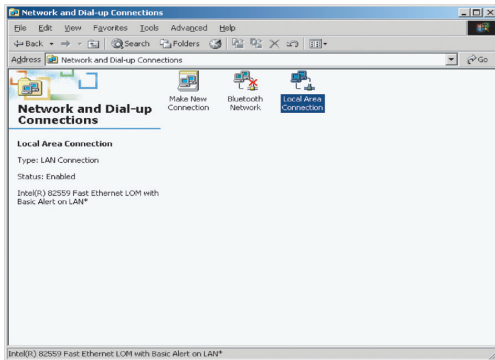 Network and Dial-up Connections
File Edit View Favorites Tools Advanced Help
Back Search Folders
Address Network and Dial-up Connections Go
Make New Connection
Bluetooth Network
Local Area Connection
Network and Dial-up
Connections
Local Area Connection
Type: LAN Connection
Status: Enabled
Intel(R) 82559 Fast Ethernet LOM with
Basic Alert on LAN*
Intel(R) 82559 Fast Ethernet LOM with Basic Alert on LAN*